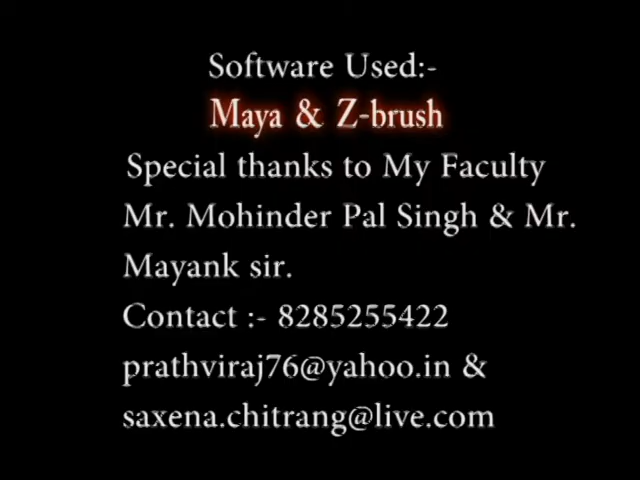 Software Used:-
Maya & Z-brush
Special thanks to My Faculty
Mr. Mohinder Pal Singh & Mr.
Mayank sir.
Contact :- 8285255422
prathviraj76@yahoo.in &
saxena.chitrang@live.com